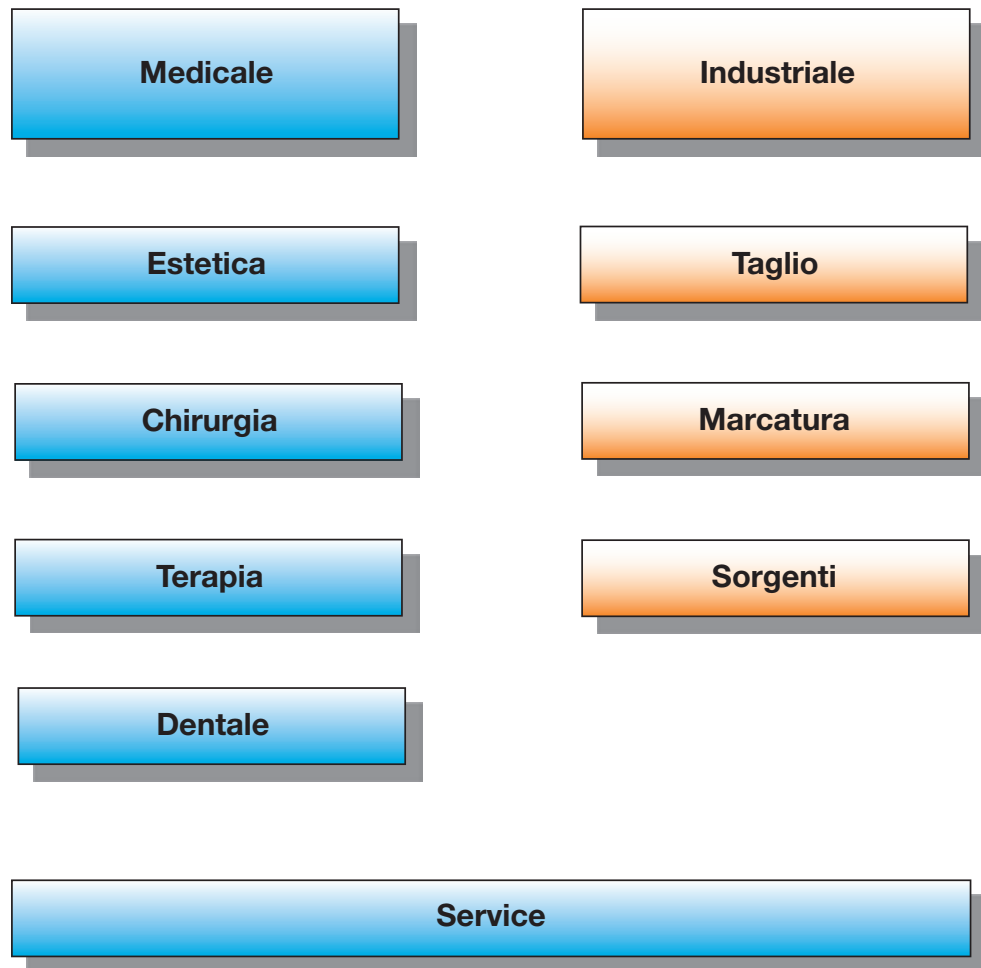 Medicale
Industriale
Estetica
Taglio
Chirurgia
Marcatura
Terapia
Sorgenti
Dentale
Service